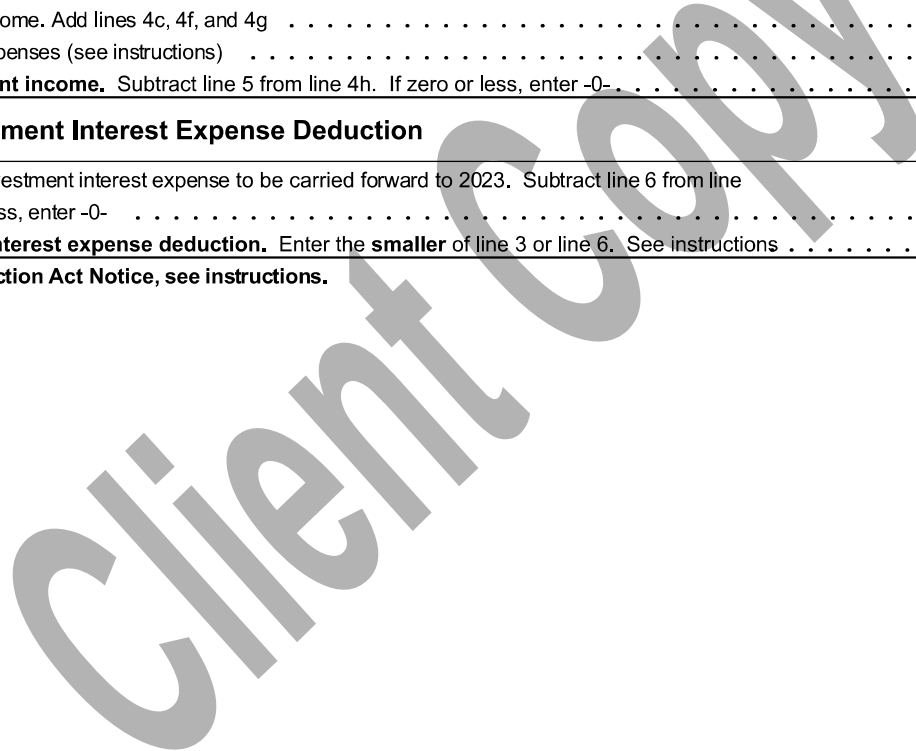 ome. Add lines 4c, 4f, and 4g . . . . . . . . . . . . . . . . . . . . . . . . . . . . . . . . . . . . . . . .
penses (see instructions) . . . . . . . . . . . . . . . . . . . . . . . . . . . . . . . . . . . . . . . . . .
nt income. Subtract line 5 from line 4h. If zero or less, enter -0- . . . . . . . . . . . . . . . . . . .
ment Interest Expense Deduction
vestment interest expense to be carried forward to 2023. Subtract line 6 from line
ss, enter -0- . . . . . . . . . . . . . . . . . . . . . . . . . . . . . . . . . . . . . . . . . . . . . . . . .
nterest expense deduction. Enter the smaller of line 3 or line 6. See instructions . . . . . . .
ction Act Notice, see instructions.
Client Copy